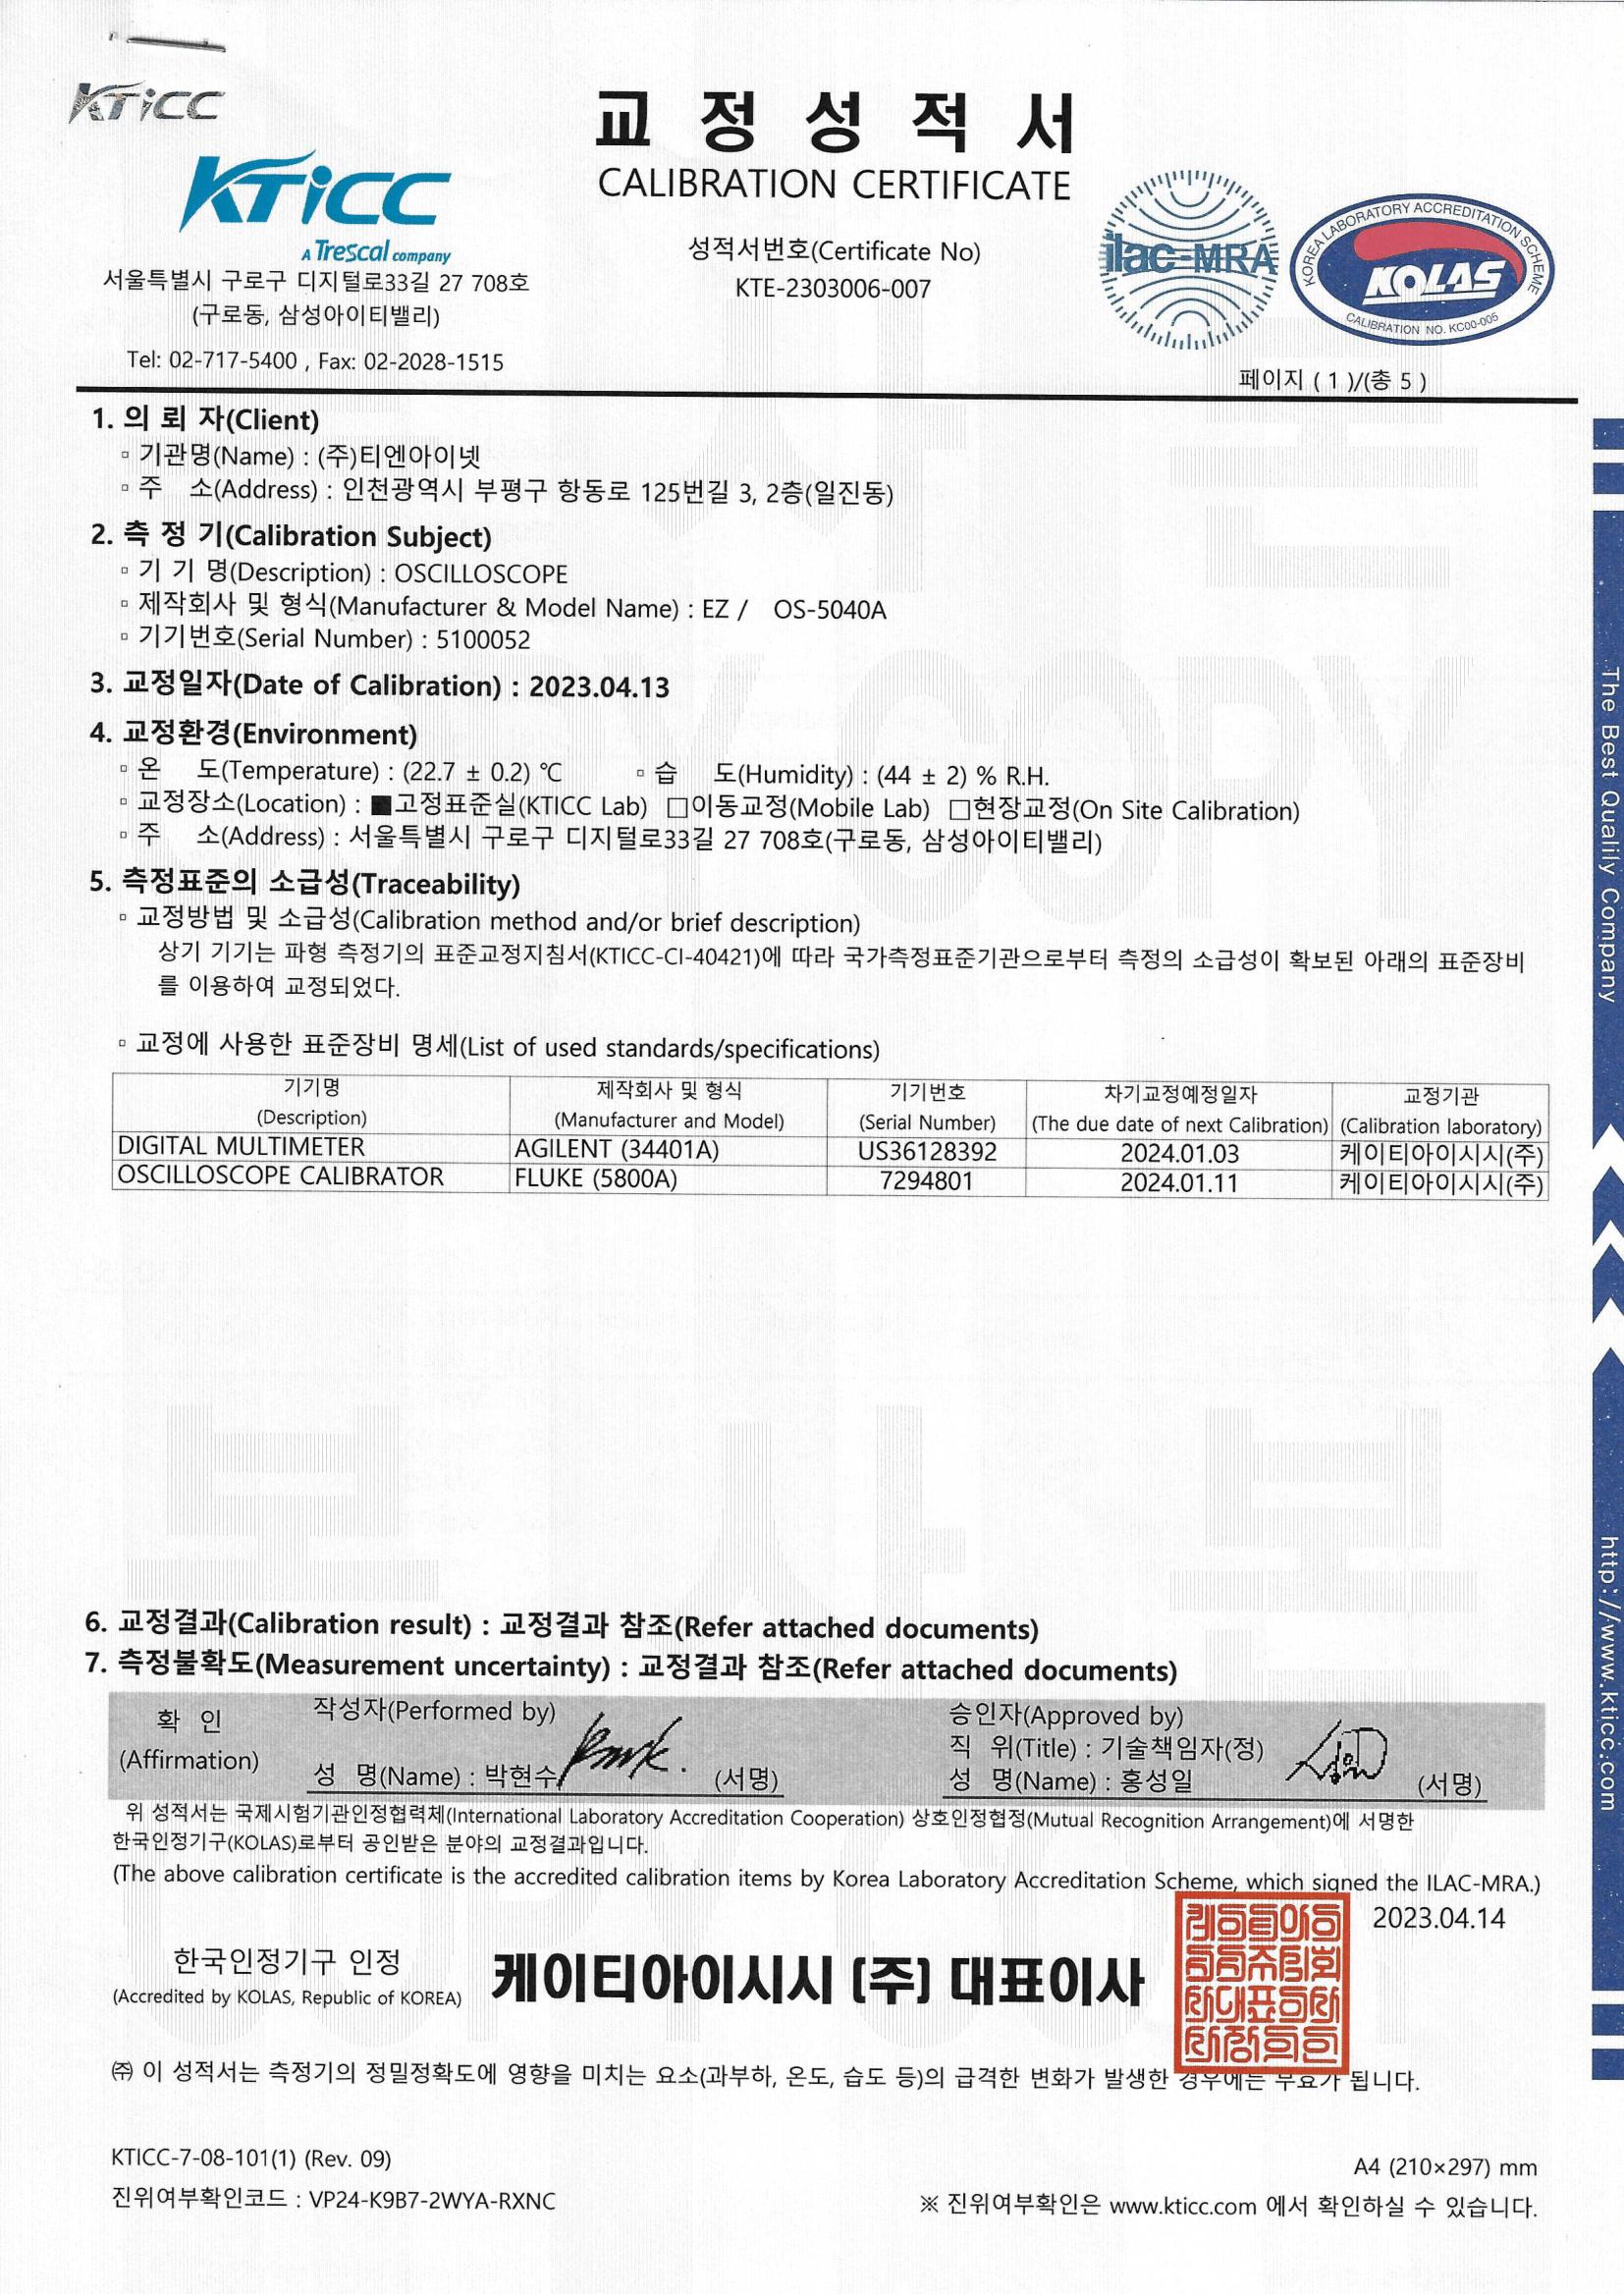 KTiCC
교 정 성 적 서
CALIBRATION CERTIFICATE
KTiCC
A Trescal company
서울특별시 구로구 디지털로33길 27 708호
(구로동, 삼성아이티밸리)
Tel: 02-717-5400 , Fax: 02-2028-1515
성적서번호(Certificate No)
KTE-2303006-007
ilac-MRA
KOREA LABORATORY ACCREDITATION SCHEME
KOLAS
CALIBRATION NO. KC00-005
페이지 ( 1 )/(총 5 )
1. 의 뢰 자(Client)
▫ 기관명(Name) : (주)티엔아이넷
▫ 주 소(Address) : 인천광역시 부평구 항동로 125번길 3, 2층(일진동)
2. 측 정 기(Calibration Subject)
▫ 기 기 명(Description) : OSCILLOSCOPE
▫ 제작회사 및 형식(Manufacturer & Model Name) : EZ / OS-5040A
▫ 기기번호(Serial Number) : 5100052
3. 교정일자(Date of Calibration) : 2023.04.13
4. 교정환경(Environment)
▫ 온 도(Temperature) : (22.7 ± 0.2) ℃ ▫ 습 도(Humidity) : (44 ± 2) % R.H.
▫ 교정장소(Location) : ■고정표준실(KTICC Lab) □이동교정(Mobile Lab) □현장교정(On Site Calibration)
▫ 주 소(Address) : 서울특별시 구로구 디지털로33길 27 708호(구로동, 삼성아이티밸리)
5. 측정표준의 소급성(Traceability)
▫ 교정방법 및 소급성(Calibration method and/or brief description)
상기 기기는 파형 측정기의 표준교정지침서(KTICC-CI-40421)에 따라 국가측정표준기관으로부터 측정의 소급성이 확보된 아래의 표준장비
를 이용하여 교정되었다.
▫ 교정에 사용한 표준장비 명세(List of used standards/specifications)
기기명 제작회사 및 형식 기기번호 차기교정예정일자 교정기관
(Description) (Manufacturer and Model) (Serial Number) (The due date of next Calibration) (Calibration laboratory)
DIGITAL MULTIMETER AGILENT (34401A) US36128392 2024.01.03 케이티아이시시(주)
OSCILLOSCOPE CALIBRATOR FLUKE (5800A) 7294801 2024.01.11 케이티아이시시(주)
6. 교정결과(Calibration result) : 교정결과 참조(Refer attached documents)
7. 측정불확도(Measurement uncertainty) : 교정결과 참조(Refer attached documents)
확 인
(Affirmation)
작성자(Performed by)
성 명(Name) : 박현수 (서명)
승인자(Approved by)
직 위(Title) : 기술책임자(정)
성 명(Name) : 홍성일 (서명)
위 성적서는 국제시험기관인정협력체(International Laboratory Accreditation Cooperation) 상호인정협정(Mutual Recognition Arrangement)에 서명한
한국인정기구(KOLAS)로부터 공인받은 분야의 교정결과입니다.
(The above calibration certificate is the accredited calibration items by Korea Laboratory Accreditation Scheme, which signed the ILAC-MRA.)
2023.04.14
한국인정기구 인정
(Accredited by KOLAS, Republic of KOREA)
케이티아이시시 (주) 대표이사
㈜ 이 성적서는 측정기의 정밀정확도에 영향을 미치는 요소(과부하, 온도, 습도 등)의 급격한 변화가 발생한 경우에는 무효가 됩니다.
KTICC-7-08-101(1) (Rev. 09)
A4 (210×297) mm
진위여부확인코드 : VP24-K9B7-2WYA-RXNC
※ 진위여부확인은 www.kticc.com 에서 확인하실 수 있습니다.
The Best Qualily Company
http://www.kticc.com